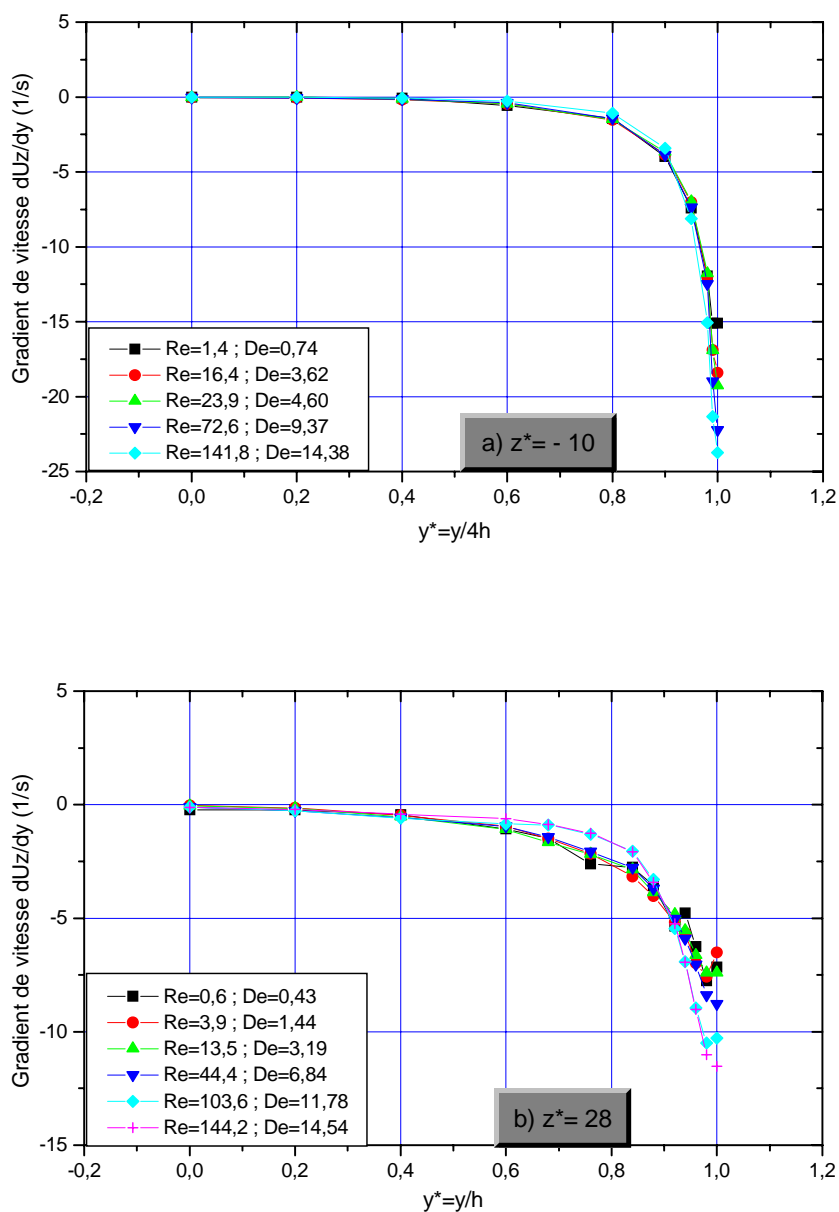 5
0
-5
-10
-15
-20
-25
-0,2
0,0
0,2
0,4
0,6
0,8
1,0
1,2
Gradient de vitesse dUz/dy (1/s)
Re=1,4 ; De=0,74
Re=16,4 ; De=3,62
Re=23,9 ; De=4,60
Re=72,6 ; De=9,37
Re=141,8 ; De=14,38
a) z*= - 10
y*=y/4h
5
0
-5
-10
-15
-0,2
0,0
0,2
0,4
0,6
0,8
1,0
1,2
Gradient de vitesse dUz/dy (1/s)
Re=0,6 ; De=0,43
Re=3,9 ; De=1,44
Re=13,5 ; De=3,19
Re=44,4 ; De=6,84
Re=103,6 ; De=11,78
Re=144,2 ; De=14,54
b) z*= 28
y*=y/h